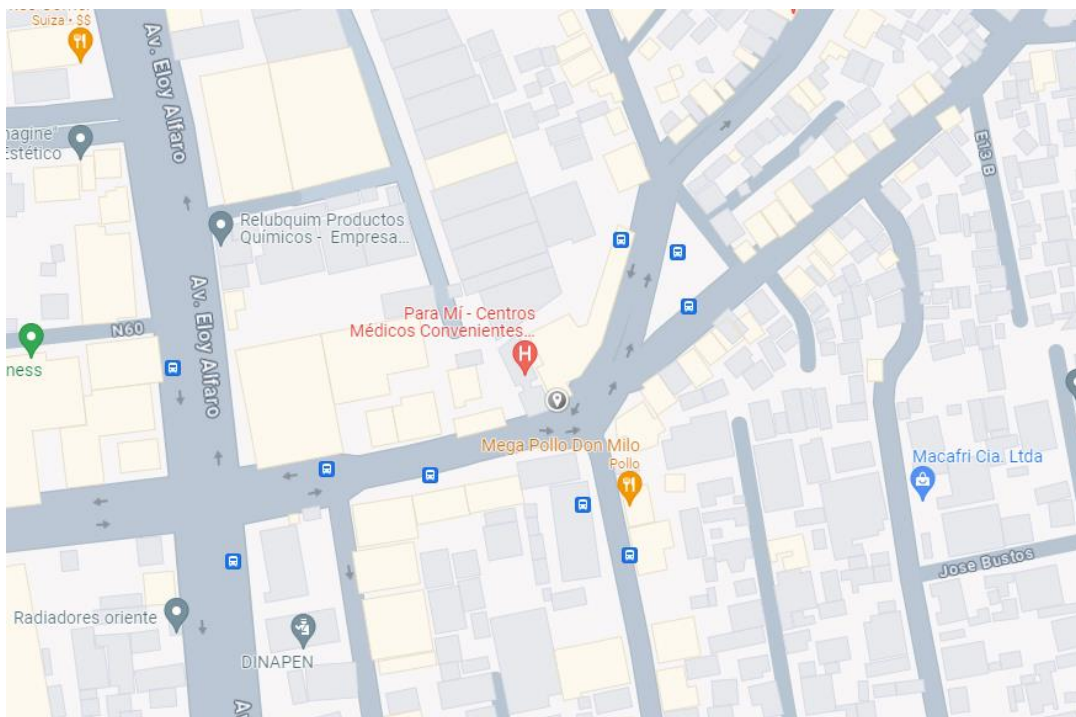 Suiza • $$
Av. Eloy Alfaro
nagine"
Estético
Relubquim Productos
Químicos - Empresa...
E13 B
Para Mí - Centros
Médicos Convenientes...
H
N60
Av. Eloy Alfaro
ness
Mega Pollo Don Milo
Pollo
Macafri Cia. Ltda
Jose Bustos
Radiadores oriente
DINAPEN